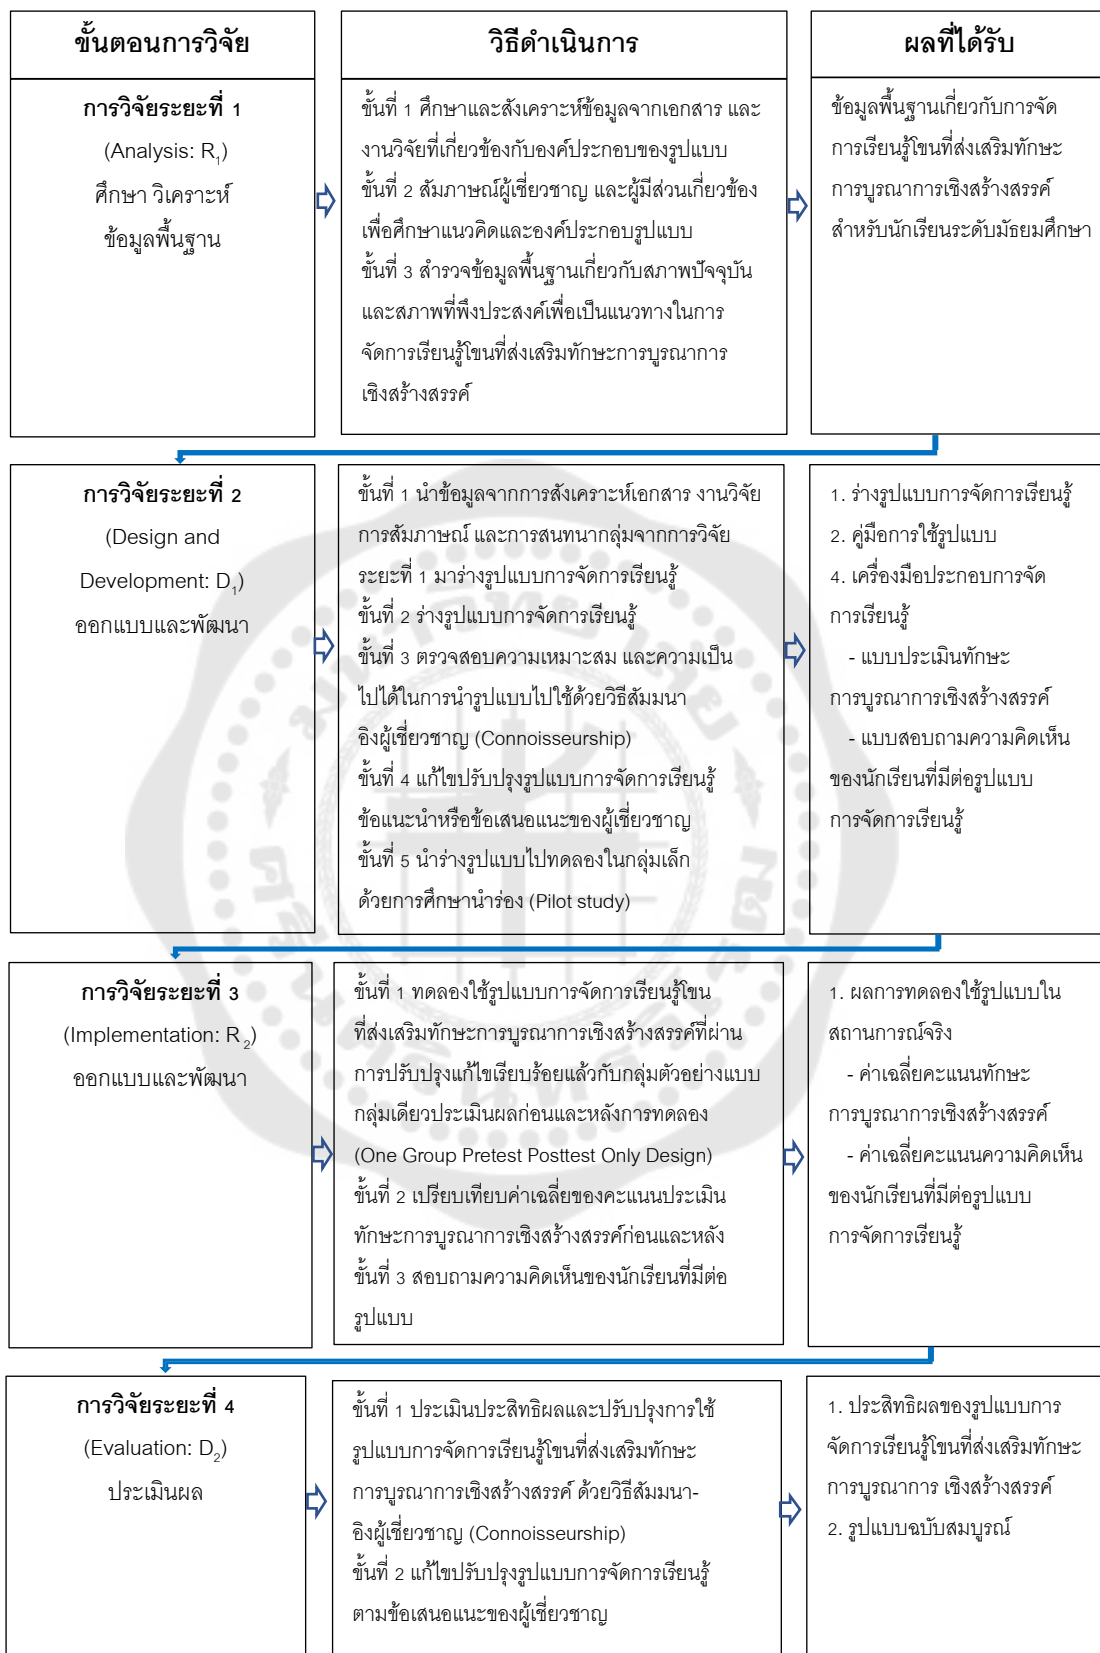 ขั้นตอนการวิจัย
วิธีดำเนินการ
ผลที่ได้รับ
การวิจัยระยะที่ 1
(Analysis: R₁)
ศึกษา วิเคราะห์
ข้อมูลพื้นฐาน
ขั้นที่ 1 ศึกษาและสังเคราะห์ข้อมูลจากเอกสาร และ
งานวิจัยที่เกี่ยวข้องกับองค์ประกอบของรูปแบบ
ขั้นที่ 2 สัมภาษณ์ผู้เชี่ยวชาญ และผู้มีส่วนเกี่ยวข้อง
เพื่อศึกษาแนวคิดและองค์ประกอบรูปแบบ
ขั้นที่ 3 สำรวจข้อมูลพื้นฐานเกี่ยวกับสภาพปัจจุบัน
และสภาพที่พึงประสงค์เพื่อเป็นแนวทางในการ
จัดการเรียนรู้โขนที่ส่งเสริมทักษะการบูรณาการ
เชิงสร้างสรรค์
ข้อมูลพื้นฐานเกี่ยวกับการจัด
การเรียนรู้โขนที่ส่งเสริมทักษะ
การบูรณาการเชิงสร้างสรรค์
สำหรับนักเรียนระดับมัธยมศึกษา
การวิจัยระยะที่ 2
(Design and
Development: D₁)
ออกแบบและพัฒนา
ขั้นที่ 1 นำข้อมูลจากการสังเคราะห์เอกสาร งานวิจัย
การสัมภาษณ์ และการสนทนากลุ่มจากการวิจัย
ระยะที่ 1 มาร่างรูปแบบการจัดการเรียนรู้
ขั้นที่ 2 ร่างรูปแบบการจัดการเรียนรู้
ขั้นที่ 3 ตรวจสอบความเหมาะสม และความเป็น
ไปได้ในการนำรูปแบบไปใช้ด้วยวิธีสัมมนา
อิงผู้เชี่ยวชาญ (Connoisseurship)
ขั้นที่ 4 แก้ไขปรับปรุงรูปแบบการจัดการเรียนรู้
ข้อแนะนำหรือข้อเสนอแนะของผู้เชี่ยวชาญ
ขั้นที่ 5 นำร่างรูปแบบไปทดลองในกลุ่มเล็ก
ด้วยการศึกษานำร่อง (Pilot study)
1. ร่างรูปแบบการจัดการเรียนรู้
2. คู่มือการใช้รูปแบบ
4. เครื่องมือประกอบการจัด
การเรียนรู้
- แบบประเมินทักษะ
การบูรณาการเชิงสร้างสรรค์
- แบบสอบถามความคิดเห็น
ของนักเรียนที่มีต่อรูปแบบ
การจัดการเรียนรู้
การวิจัยระยะที่ 3
(Implementation: R₂)
ออกแบบและพัฒนา
ขั้นที่ 1 ทดลองใช้รูปแบบการจัดการเรียนรู้โขน
ที่ส่งเสริมทักษะการบูรณาการเชิงสร้างสรรค์ที่ผ่าน
การปรับปรุงแก้ไขเรียบร้อยแล้วกับกลุ่มตัวอย่างแบบ
กลุ่มเดียวประเมินผลก่อนและหลังการทดลอง
(One Group Pretest Posttest Only Design)
ขั้นที่ 2 เปรียบเทียบค่าเฉลี่ยของคะแนนประเมิน
ทักษะการบูรณาการเชิงสร้างสรรค์ก่อนและหลัง
ขั้นที่ 3 สอบถามความคิดเห็นของนักเรียนที่มีต่อ
รูปแบบ
1. ผลการทดลองใช้รูปแบบใน
สถานการณ์จริง
- ค่าเฉลี่ยคะแนนทักษะ
การบูรณาการเชิงสร้างสรรค์
- ค่าเฉลี่ยคะแนนความคิดเห็น
ของนักเรียนที่มีต่อรูปแบบ
การจัดการเรียนรู้
การวิจัยระยะที่ 4
(Evaluation: D₂)
ประเมินผล
ขั้นที่ 1 ประเมินประสิทธิผลและปรับปรุงการใช้
รูปแบบการจัดการเรียนรู้โขนที่ส่งเสริมทักษะ
การบูรณาการเชิงสร้างสรรค์ ด้วยวิธีสัมมนา-
อิงผู้เชี่ยวชาญ (Connoisseurship)
ขั้นที่ 2 แก้ไขปรับปรุงรูปแบบการจัดการเรียนรู้
ตามข้อเสนอแนะของผู้เชี่ยวชาญ
1. ประสิทธิผลของรูปแบบการ
จัดการเรียนรู้โขนที่ส่งเสริมทักษะ
การบูรณาการ เชิงสร้างสรรค์
2. รูปแบบฉบับสมบูรณ์
มหาวิทยาลัย
ศรีนครินทรวิโรฒ